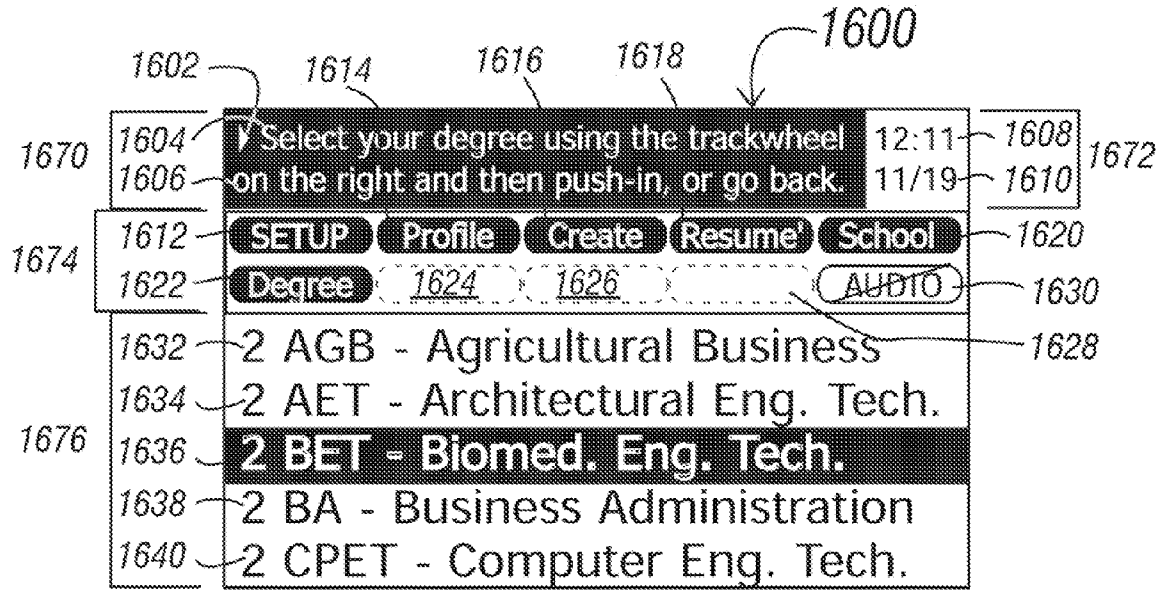 1600
1602 1614 1616 1618
1670 1604 Select your degree using the trackwheel 12:11 1608 1672
1606 on the right and then push-in, or go back. 11/19 1610
1674 1612 SETUP Profile Create Resume' School 1620
1622 Degree 1624 1626 AUDIO 1630
1632 2 AGB - Agricultural Business 1628
1634 2 AET - Architectural Eng. Tech.
1676 1636 2 BET - Biomed. Eng. Tech.
1638 2 BA - Business Administration
1640 2 CPET - Computer Eng. Tech.